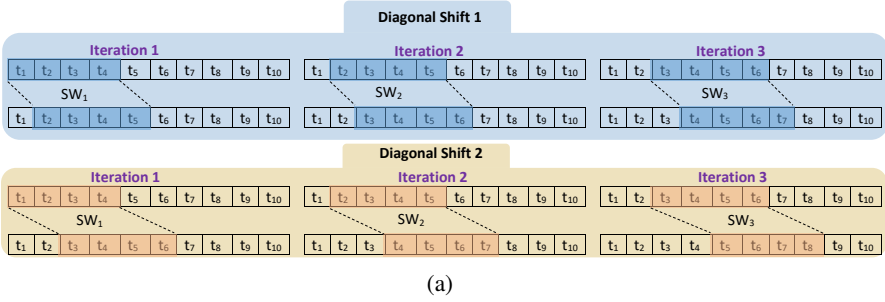 Diagonal Shift 1
Iteration 1 Iteration 2 Iteration 3
t₁ t₂ t₃ t₄ t₅ t₆ t₇ t₈ t₉ t₁₀ t₁ t₂ t₃ t₄ t₅ t₆ t₇ t₈ t₉ t₁₀ t₁ t₂ t₃ t₄ t₅ t₆ t₇ t₈ t₉ t₁₀
SW₁ SW₂ SW₃
t₁ t₂ t₃ t₄ t₅ t₆ t₇ t₈ t₉ t₁₀ t₁ t₂ t₃ t₄ t₅ t₆ t₇ t₈ t₉ t₁₀ t₁ t₂ t₃ t₄ t₅ t₆ t₇ t₈ t₉ t₁₀
Diagonal Shift 2
Iteration 1 Iteration 2 Iteration 3
t₁ t₂ t₃ t₄ t₅ t₆ t₇ t₈ t₉ t₁₀ t₁ t₂ t₃ t₄ t₅ t₆ t₇ t₈ t₉ t₁₀ t₁ t₂ t₃ t₄ t₅ t₆ t₇ t₈ t₉ t₁₀
SW₁ SW₂ SW₃
t₁ t₂ t₃ t₄ t₅ t₆ t₇ t₈ t₉ t₁₀ t₁ t₂ t₃ t₄ t₅ t₆ t₇ t₈ t₉ t₁₀ t₁ t₂ t₃ t₄ t₅ t₆ t₇ t₈ t₉ t₁₀
(a)